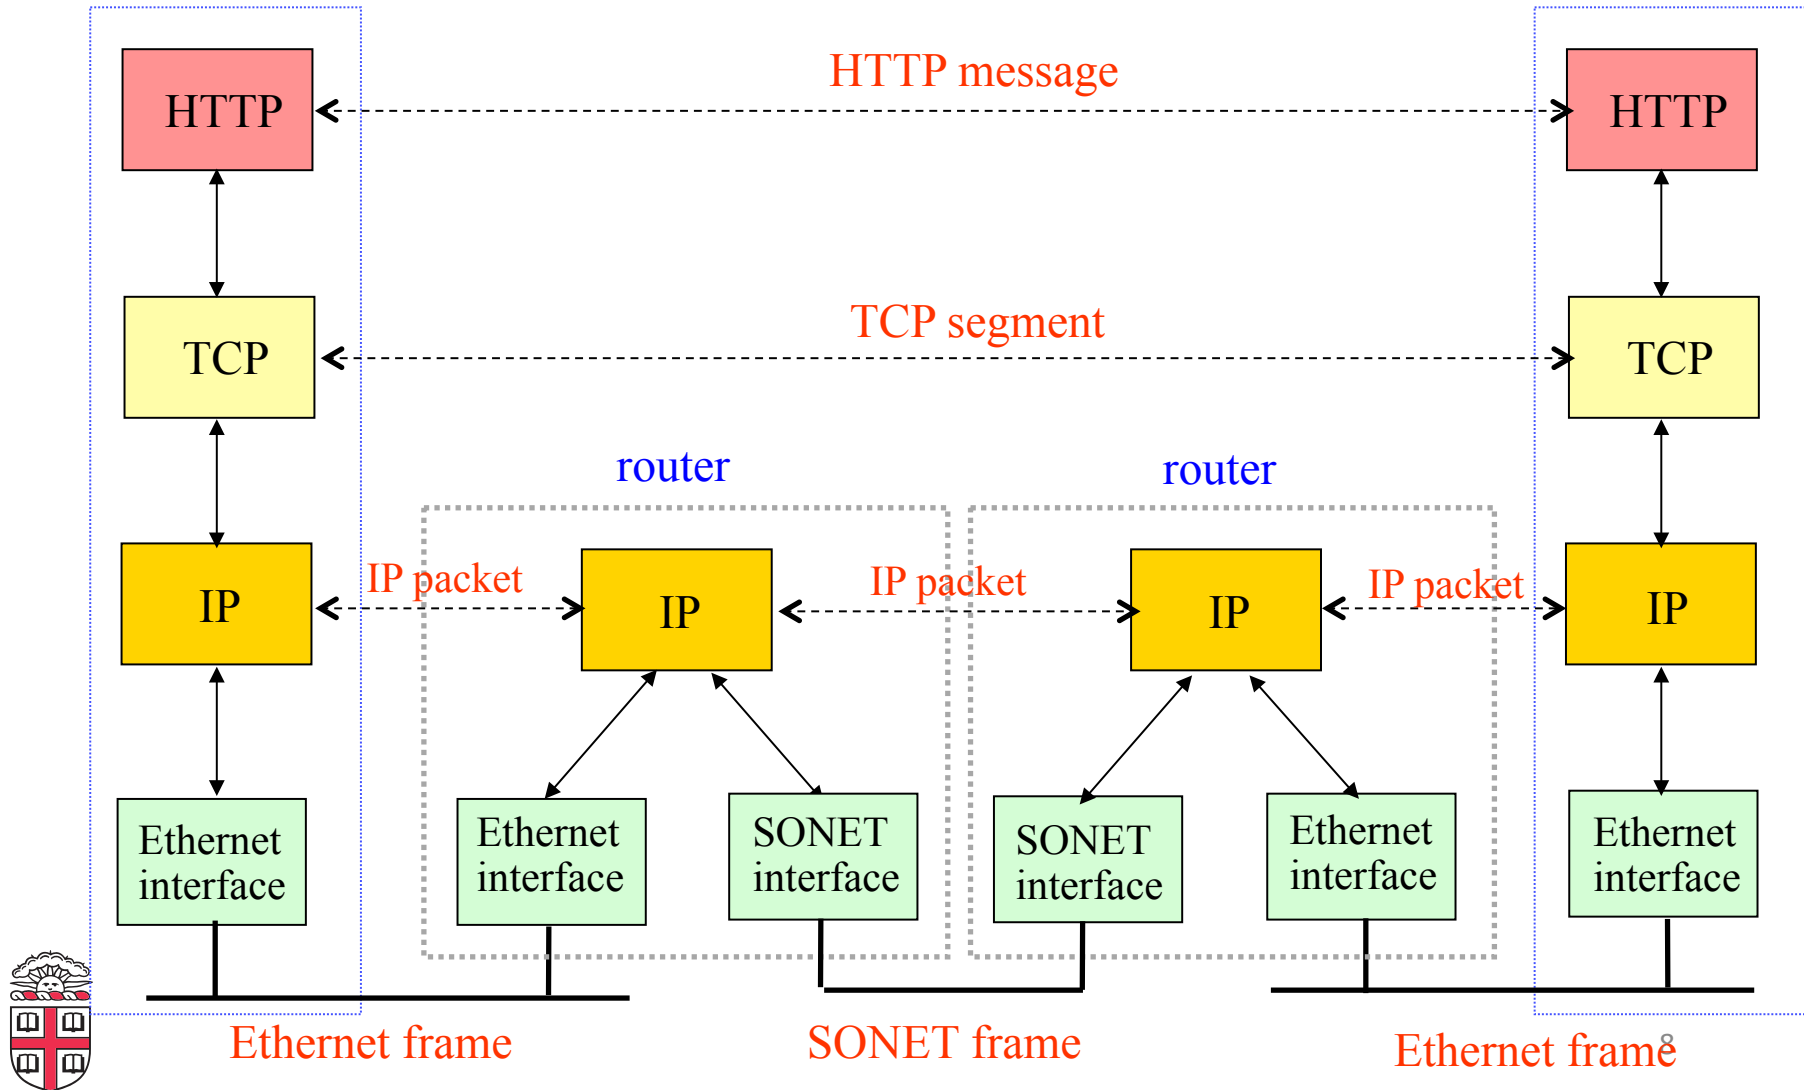 HTTP message
HTTP
HTTP
TCP segment
TCP
TCP
router
router
IP packet
IP packet
IP packet
IP
IP
IP
IP
Ethernet
interface
Ethernet
interface
SONET
interface
SONET
interface
Ethernet
interface
Ethernet
interface
Ethernet frame
SONET frame
Ethernet frame
8